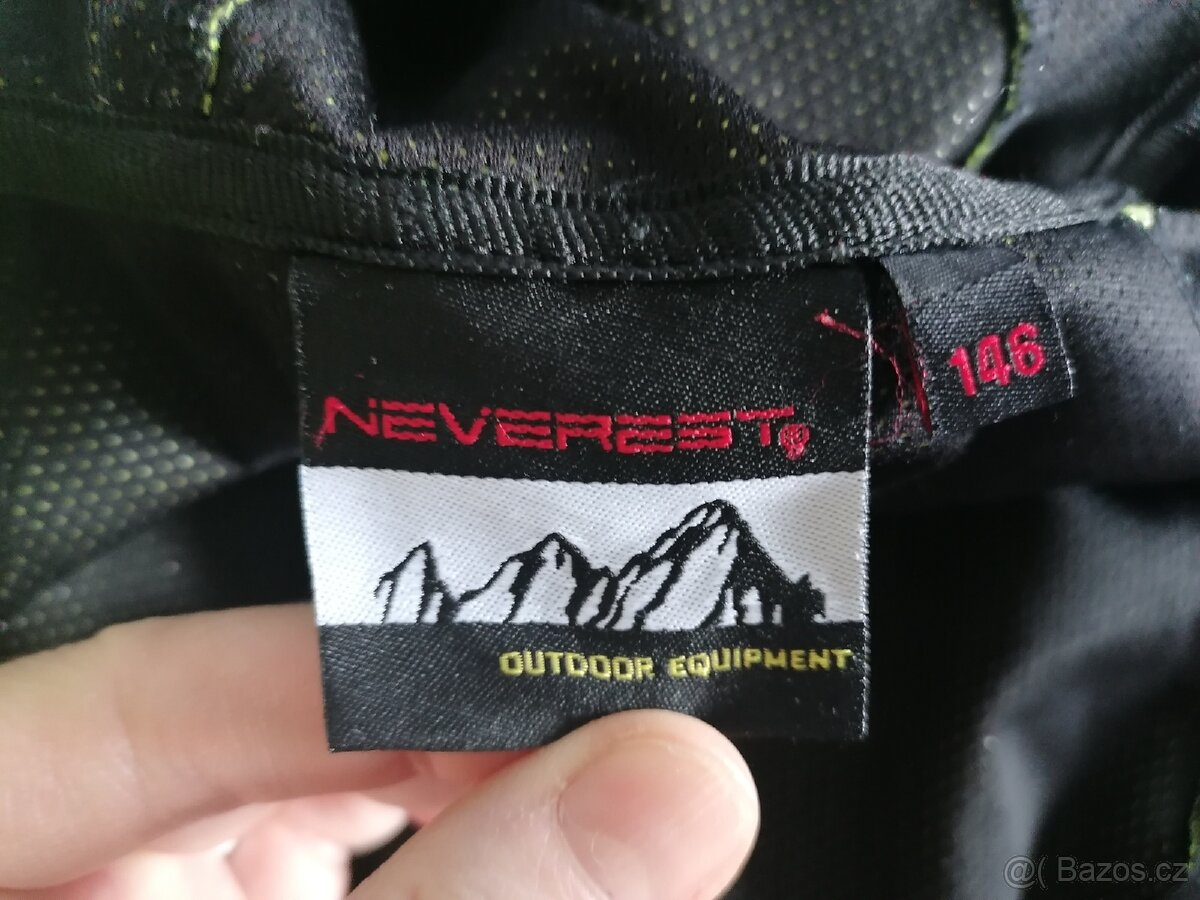 NEVEREST
146
OUTDOOR EQUIPMENT
@( Bazos.cz